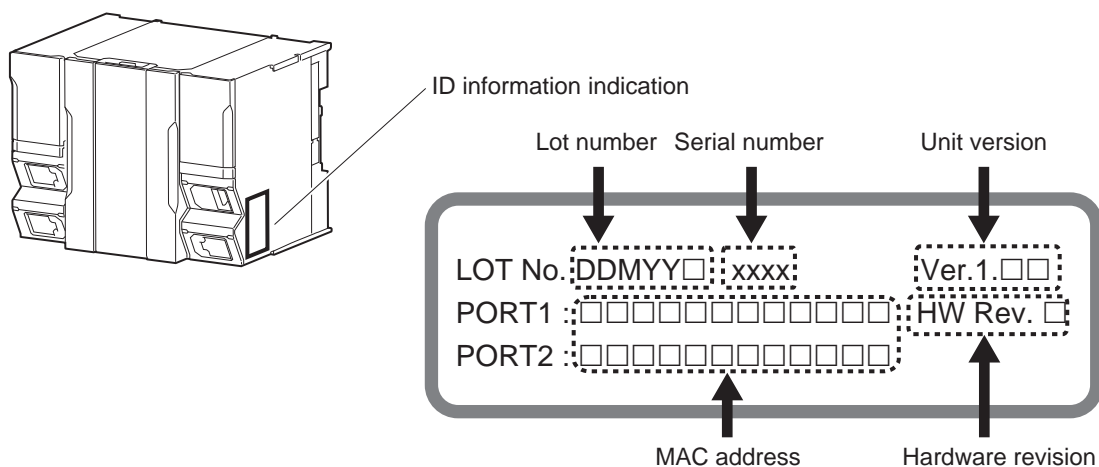 ID information indication
Lot number Serial number Unit version
LOT No. DDMYY□ xxxx Ver.1.□□
PORT1 : □□□□□□□□□□□□ HW Rev. □
PORT2 : □□□□□□□□□□□□
MAC address Hardware revision